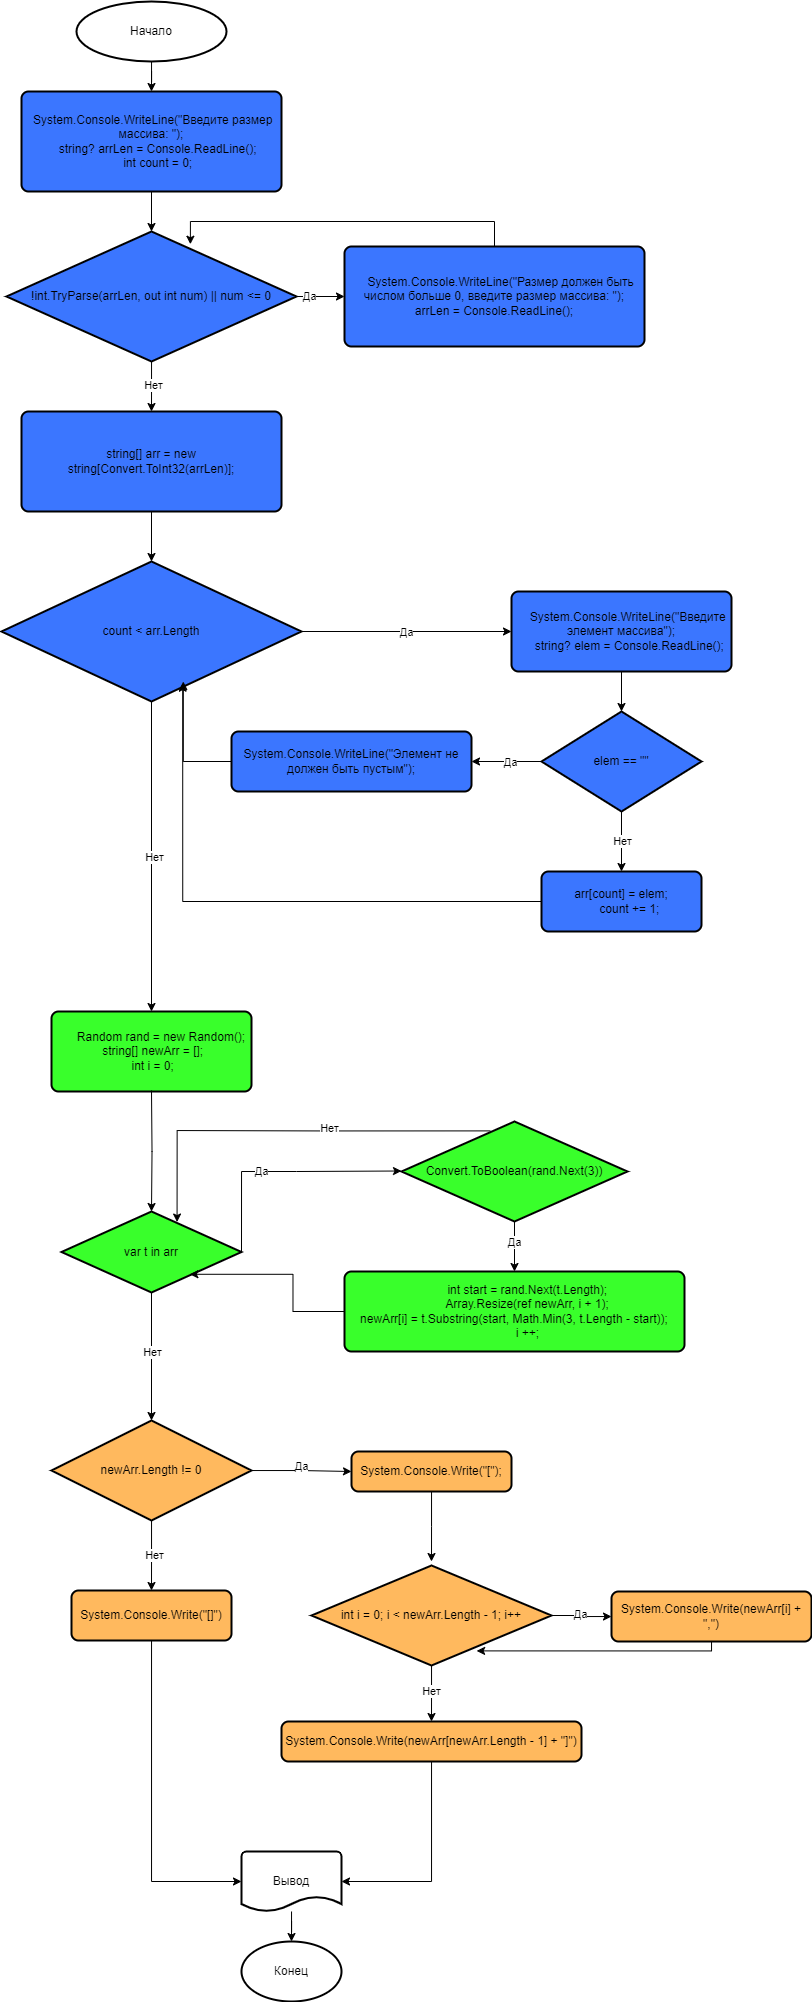 Начало
System.Console.WriteLine("Введите размер
массива: ");
string? arrLen = Console.ReadLine();
int count = 0;
!int.TryParse(arrLen, out int num) || num <= 0
Да
System.Console.WriteLine("Размер должен быть
числом больше 0, введите размер массива: ");
arrLen = Console.ReadLine();
Нет
string[] arr = new
string[Convert.ToInt32(arrLen)];
count < arr.Length
Да
System.Console.WriteLine("Введите
элемент массива");
string? elem = Console.ReadLine();
elem == ""
Да
System.Console.WriteLine("Элемент не
должен быть пустым");
Нет
arr[count] = elem;
count += 1;
Нет
Random rand = new Random();
string[] newArr = [];
int i = 0;
Нет
Convert.ToBoolean(rand.Next(3))
Да
var t in arr
Да
int start = rand.Next(t.Length);
Array.Resize(ref newArr, i + 1);
newArr[i] = t.Substring(start, Math.Min(3, t.Length - start));
i ++;
Нет
newArr.Length != 0
Да
System.Console.Write("[");
Нет
System.Console.Write("[]")
int i = 0; i < newArr.Length - 1; i++
Да
System.Console.Write(newArr[i] +
",")
Нет
System.Console.Write(newArr[newArr.Length - 1] + "]")
Вывод
Конец